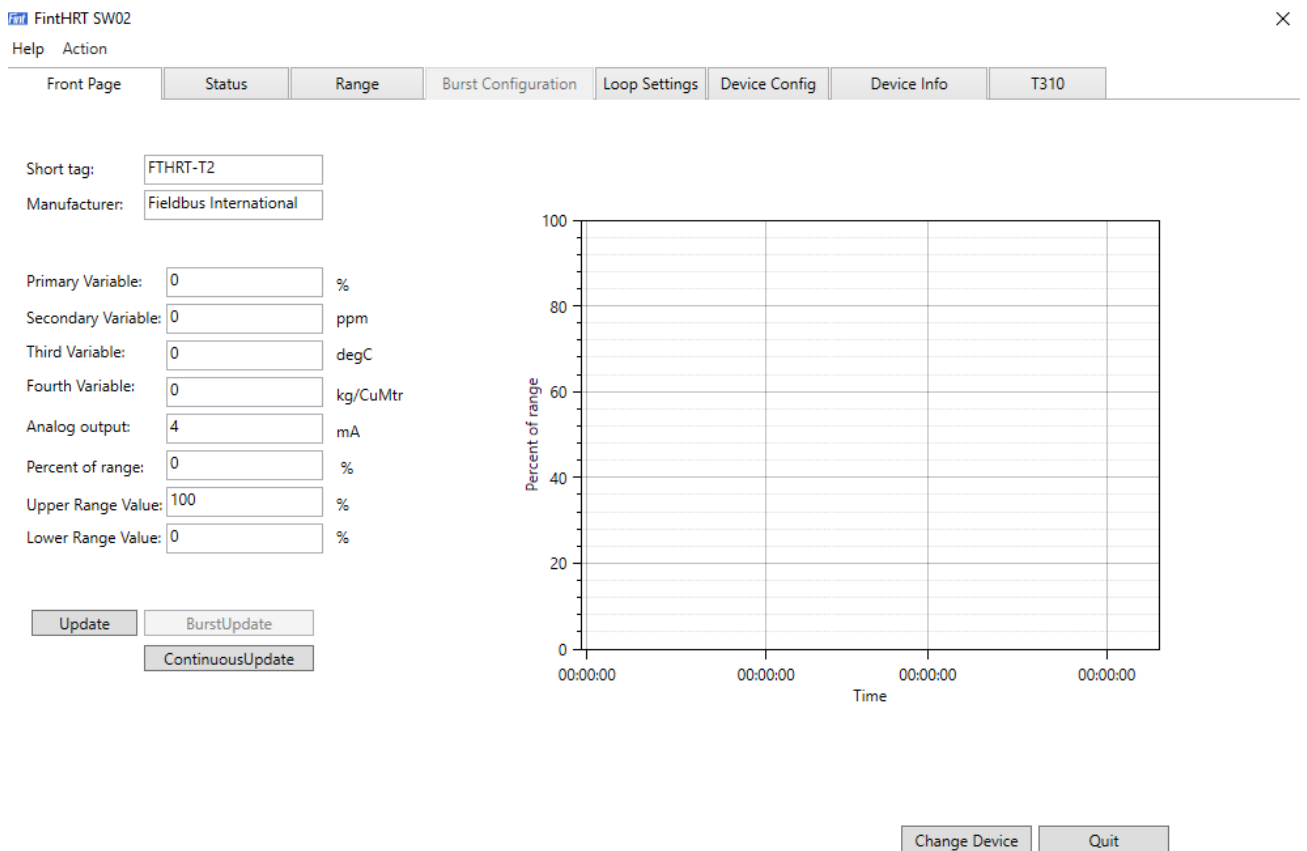 Fint FintHRT SW02
Help Action
Front Page Status Range Burst Configuration Loop Settings Device Config Device Info T310
Short tag: FTHRT-T2
Manufacturer: Fieldbus International
Primary Variable: 0 %
Secondary Variable: 0 ppm
Third Variable: 0 degC
Fourth Variable: 0 kg/CuMtr
Analog output: 4 mA
Percent of range: 0 %
Upper Range Value: 100 %
Lower Range Value: 0 %
Update BurstUpdate
ContinuousUpdate
Percent of range
100
80
60
40
20
0
00:00:00 00:00:00 00:00:00 00:00:00
Time
Change Device Quit